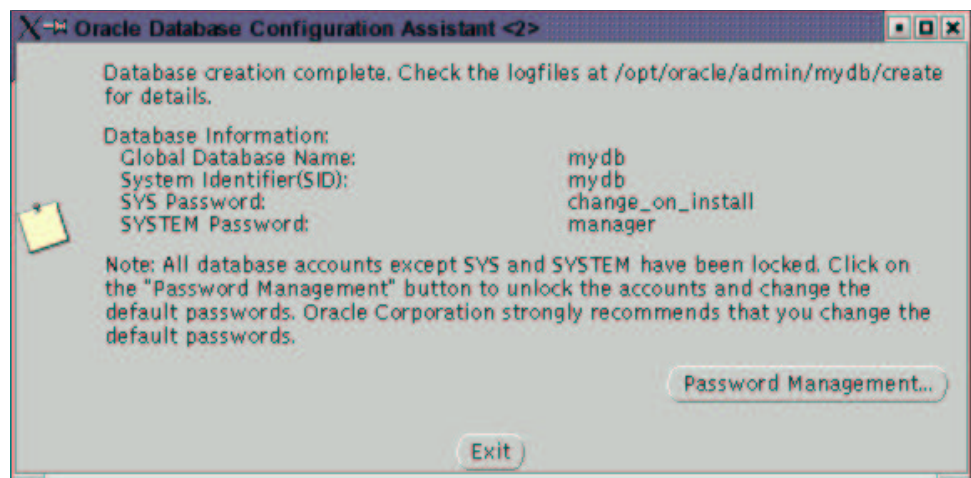 Oracle Database Configuration Assistant <2>
Database creation complete. Check the logfiles at /opt/oracle/admin/mydb/create
for details.
Database Information:
Global Database Name: mydb
System Identifier(SID): mydb
SYS Password: change_on_install
SYSTEM Password: manager
Note: All database accounts except SYS and SYSTEM have been locked. Click on
the "Password Management" button to unlock the accounts and change the
default passwords. Oracle Corporation strongly recommends that you change the
default passwords.
Password Management...
Exit